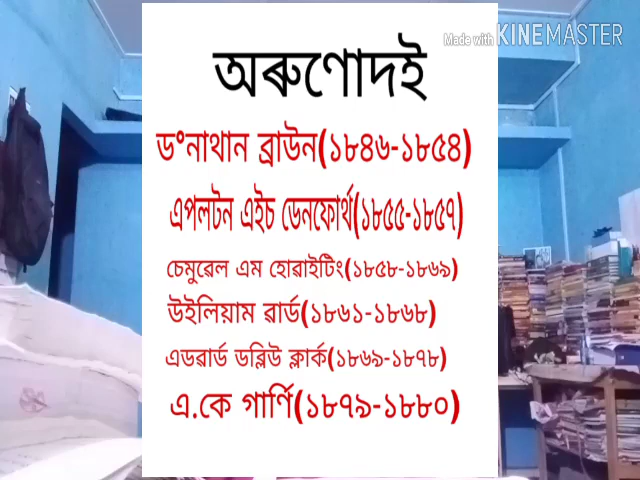 Made with KINEMASTER
অৰুণোদই
ড°নাথান ব্ৰাউন(১৮৪৬-১৮৫৪)
এপলটন এইচ ডেনফোৰ্থ(১৮৫৫-১৮৫৭)
চেমুৱেল এম হোৱাইটিং(১৮৫৮-১৮৬৯)
উইলিয়াম ৱাৰ্ড(১৮৬১-১৮৬৮)
এডৱাৰ্ড ডব্লিউ ক্লাৰ্ক(১৮৬৯-১৮৭৮)
এ.কে গাৰ্ণি(১৮৭৯-১৮৮০)